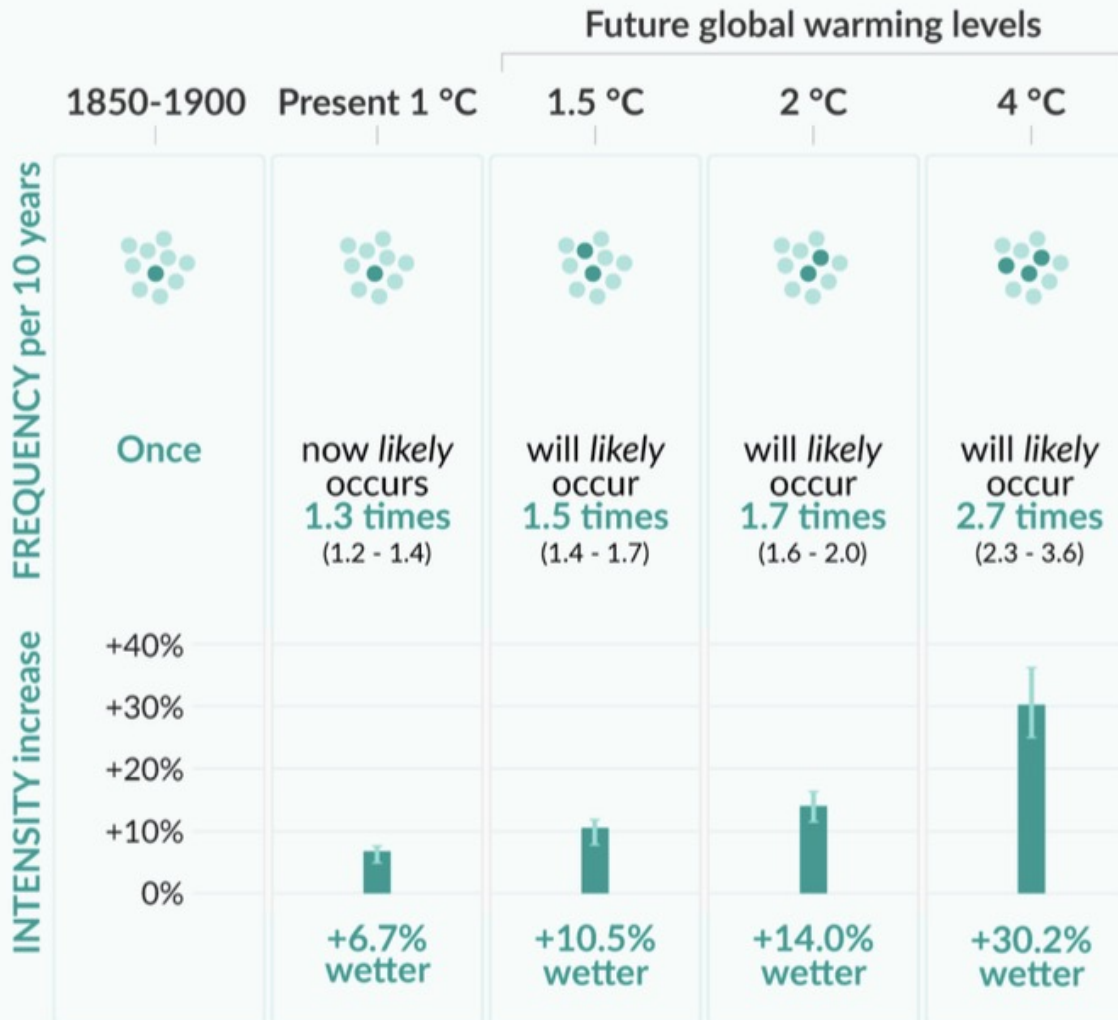 Future global warming levels
1850-1900 Present 1 °C 1.5 °C 2 °C 4 °C
FREQUENCY per 10 years
Once
now likely
occurs
1.3 times
(1.2 - 1.4)
will likely
occur
1.5 times
(1.4 - 1.7)
will likely
occur
1.7 times
(1.6 - 2.0)
will likely
occur
2.7 times
(2.3 - 3.6)
INTENSITY increase
+40%
+30%
+20%
+10%
0%
+6.7%
wetter
+10.5%
wetter
+14.0%
wetter
+30.2%
wetter